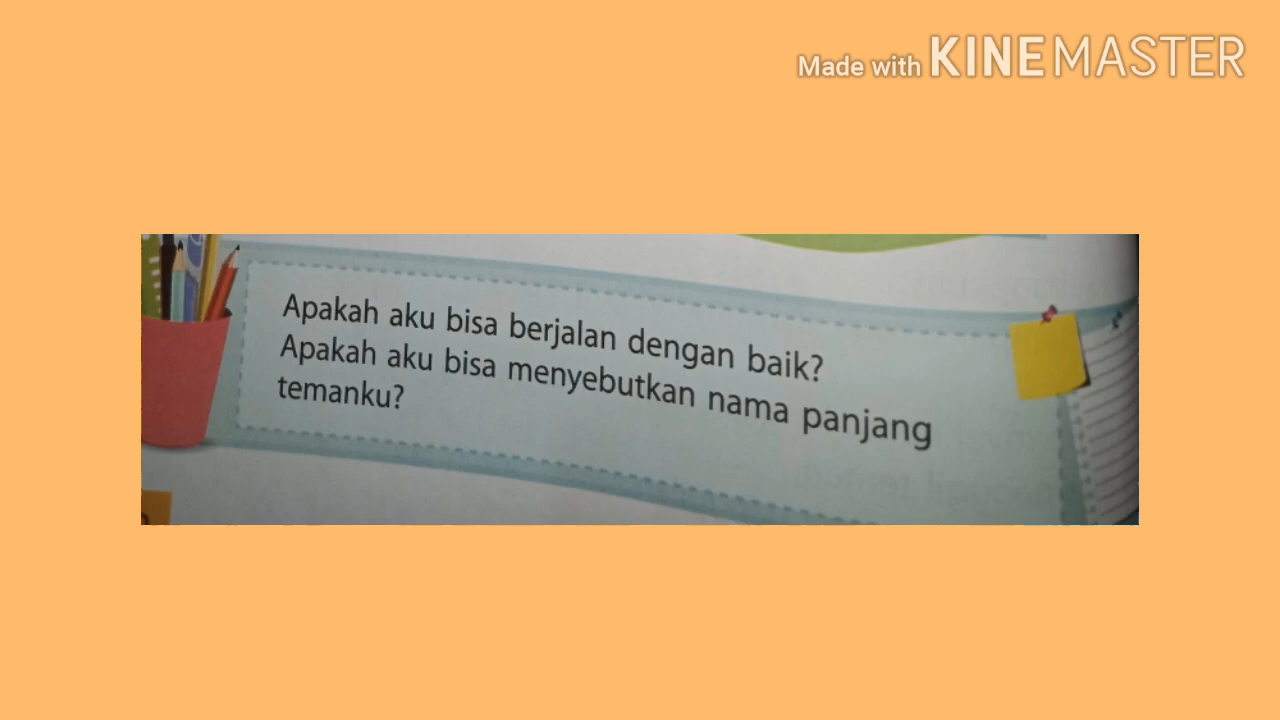 Made with KINEMASTER
Apakah aku bisa berjalan dengan baik?
Apakah aku bisa menyebutkan nama panjang
temanku?